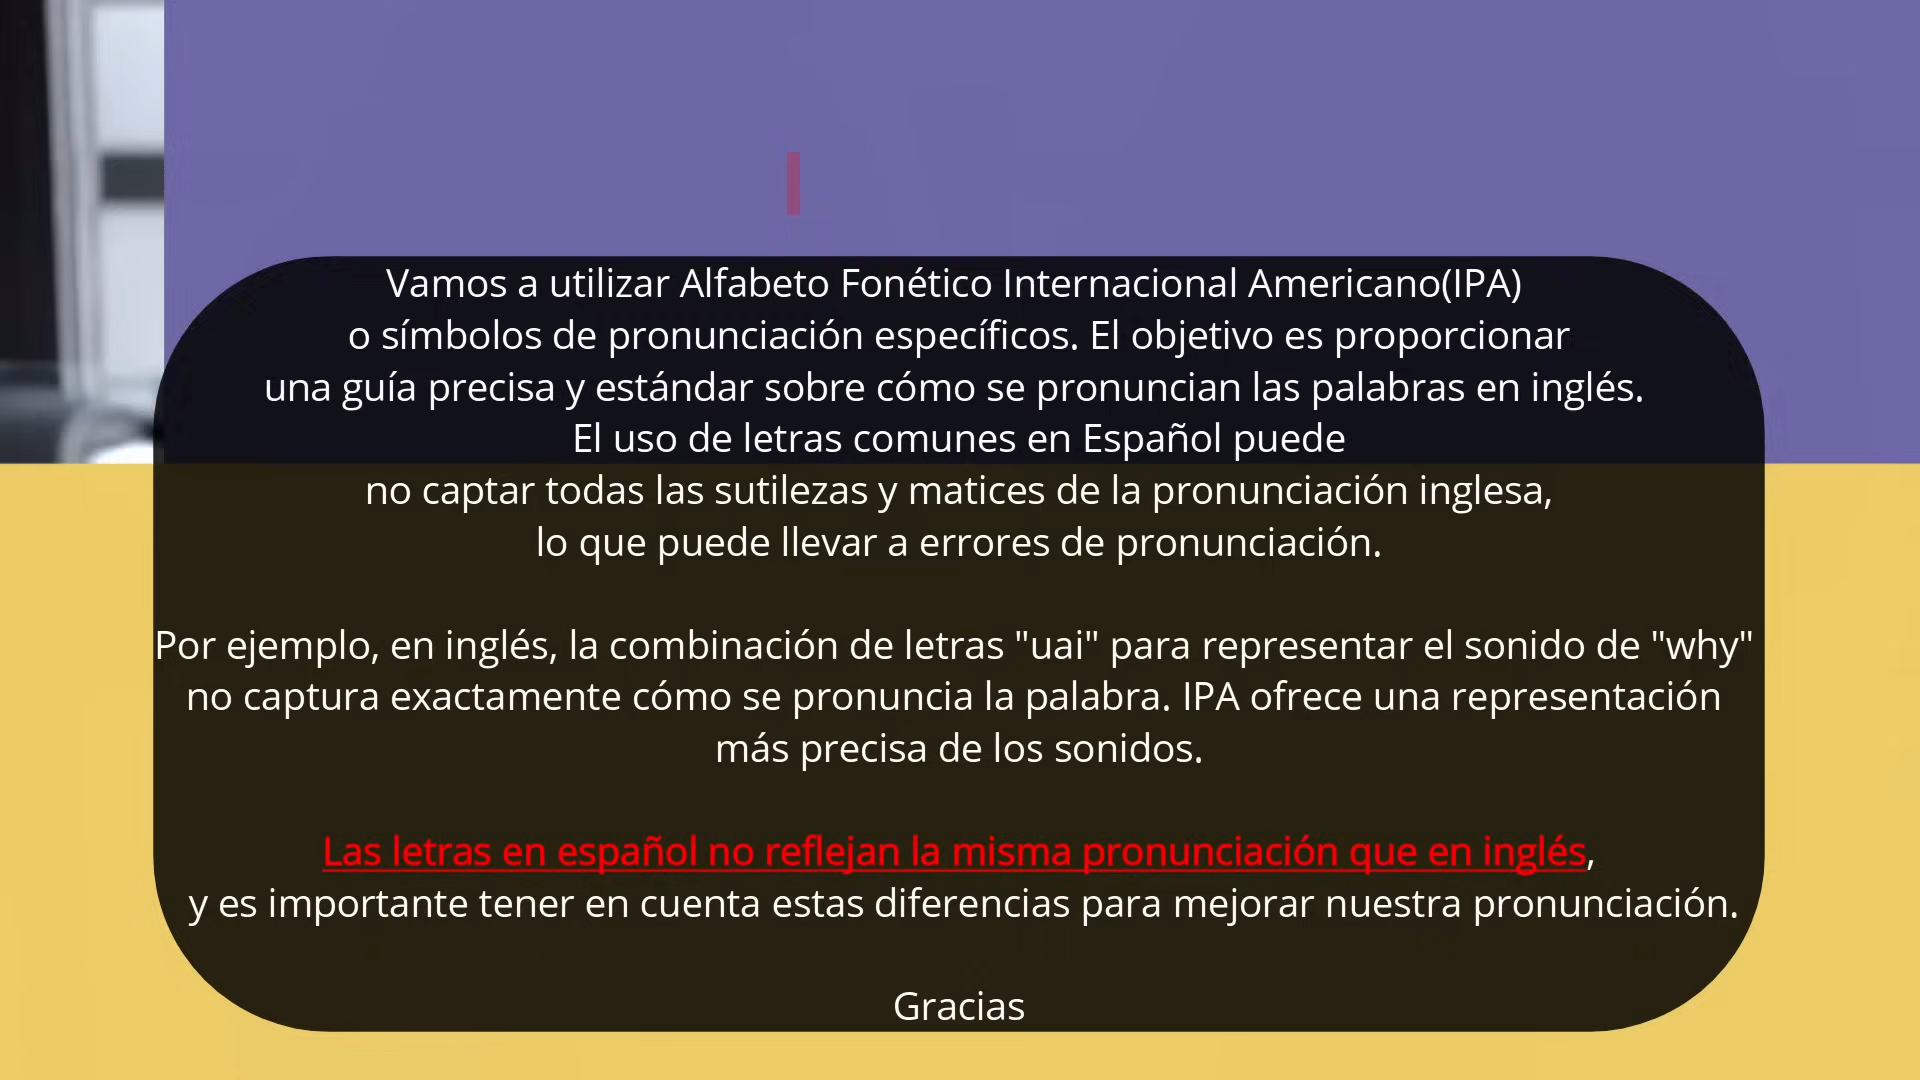 Vamos a utilizar Alfabeto Fonético Internacional Americano(IPA)
o símbolos de pronunciación específicos. El objetivo es proporcionar
una guía precisa y estándar sobre cómo se pronuncian las palabras en inglés.
El uso de letras comunes en Español puede
no captar todas las sutilezas y matices de la pronunciación inglesa,
lo que puede llevar a errores de pronunciación.
Por ejemplo, en inglés, la combinación de letras "uai" para representar el sonido de "why"
no captura exactamente cómo se pronuncia la palabra. IPA ofrece una representación
más precisa de los sonidos.
Las letras en español no reflejan la misma pronunciación que en inglés,
y es importante tener en cuenta estas diferencias para mejorar nuestra pronunciación.
Gracias